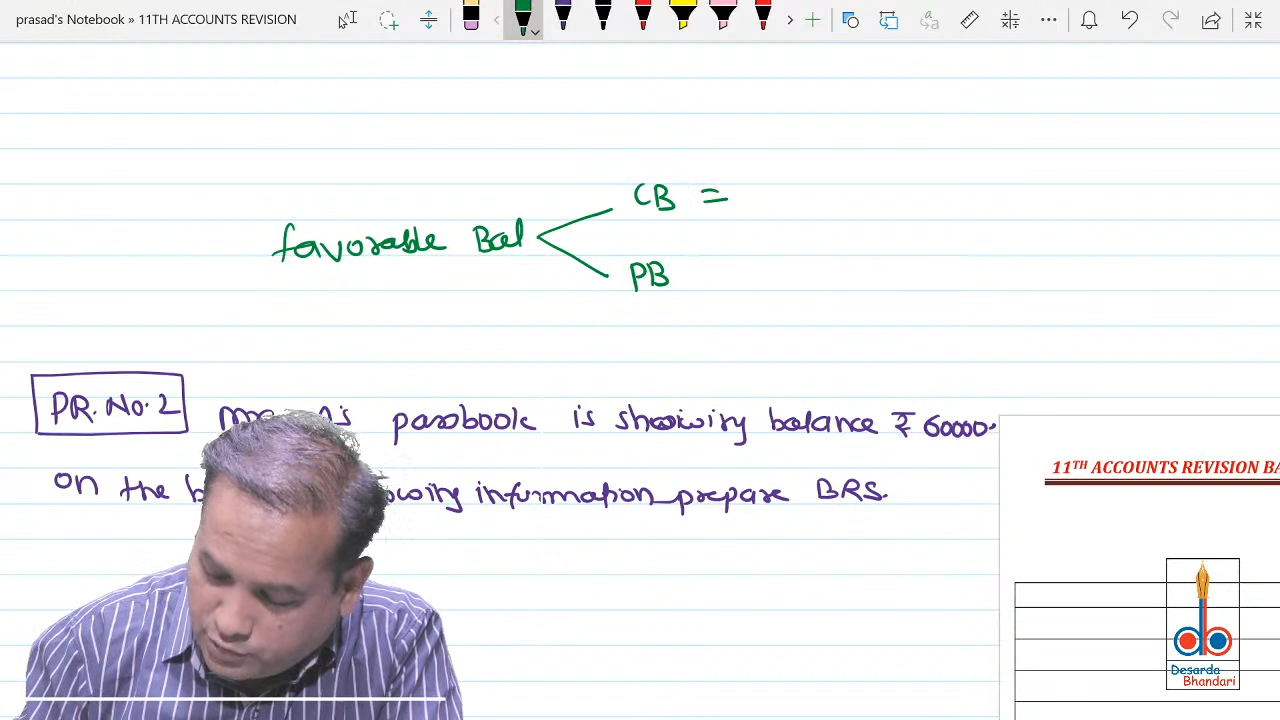 prasad's Notebook » 11TH ACCOUNTS REVISION
favorable Bal
CB =
PB
PR. No. 2
passbook is showing balance ₹ 60000.
on the
information prepare BRS.
11TH ACCOUNTS REVISION BA
Desarda
Bhandari